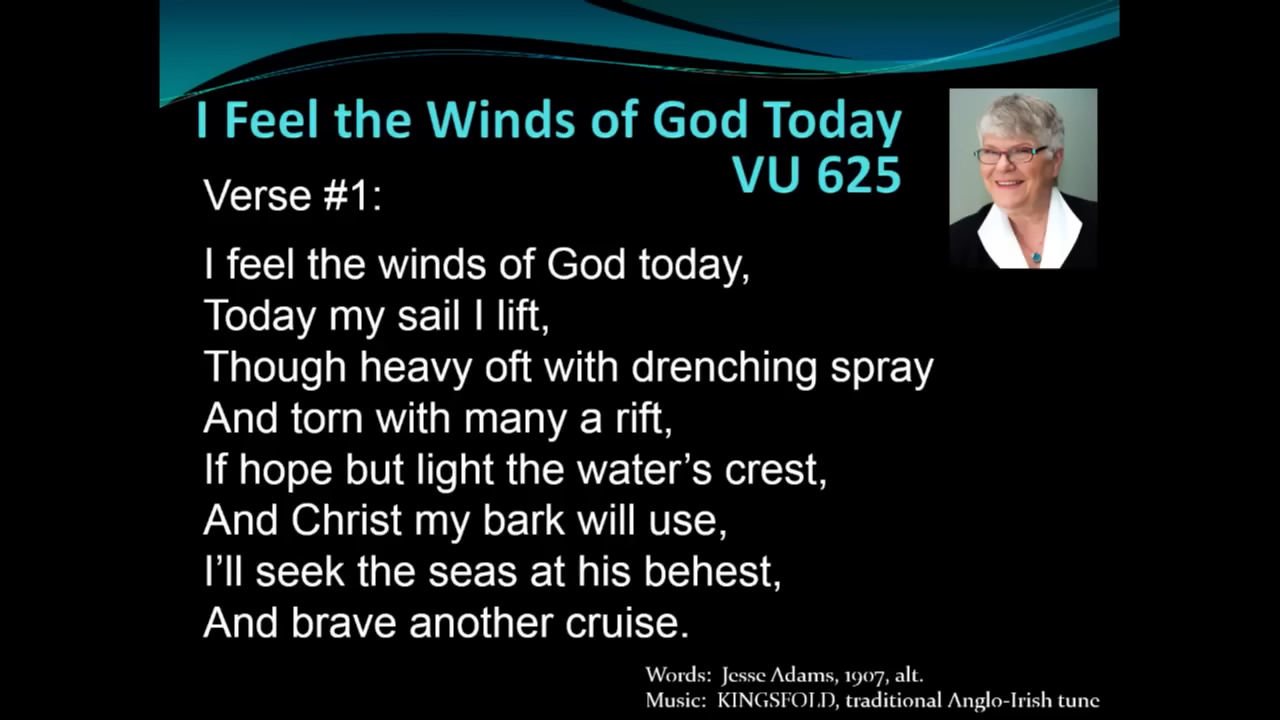 I Feel the Winds of God Today
VU 625
Verse #1:
I feel the winds of God today,
Today my sail I lift,
Though heavy oft with drenching spray
And torn with many a rift,
If hope but light the water’s crest,
And Christ my bark will use,
I’ll seek the seas at his behest,
And brave another cruise.
Words: Jesse Adams, 1907, alt.
Music: KINGSFOLD, traditional Anglo-Irish tune